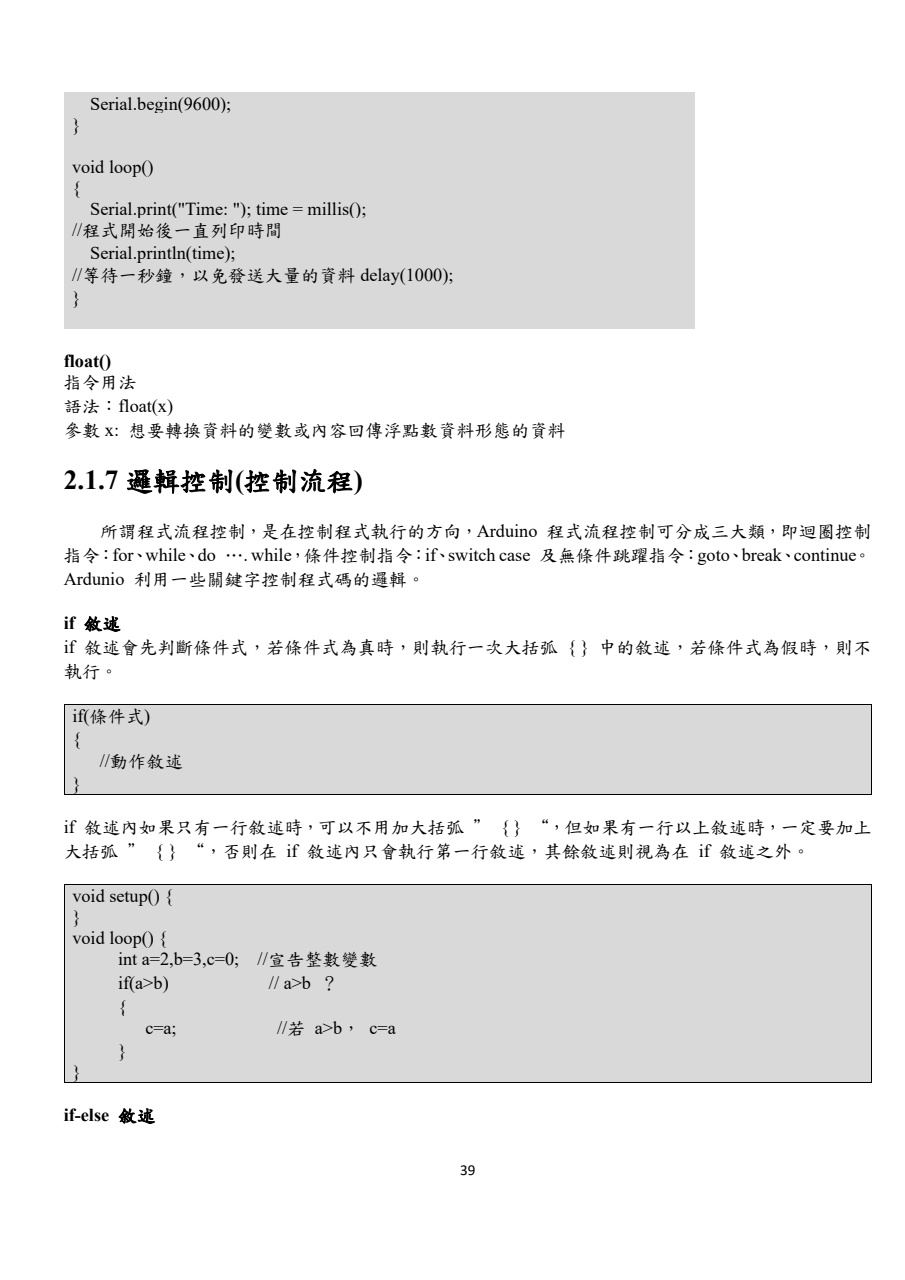 Serial.begin(9600);
}
void loop()
{
Serial.print("Time: "); time = millis();
//程式開始後一直列印時間
Serial.println(time);
//等待一秒鐘，以免發送大量的資料 delay(1000);
}
float()
指令用法
語法：float(x)
參數 x: 想要轉換資料的變數或內容回傳浮點數資料形態的資料
2.1.7 邏輯控制(控制流程)
所謂程式流程控制，是在控制程式執行的方向，Arduino 程式流程控制可分成三大類，即迴圈控制
指令：for、while、do …. while，條件控制指令：if、switch case 及無條件跳躍指令：goto、break、continue。
Ardunio 利用一些關鍵字控制程式碼的邏輯。
if 敘述
if 敘述會先判斷條件式，若條件式為真時，則執行一次大括弧 { } 中的敘述，若條件式為假時，則不
執行。
if(條件式)
{
//動作敘述
}
if 敘述內如果只有一行敘述時，可以不用加大括弧 ” { } “，但如果有一行以上敘述時，一定要加上
大括弧 ” { } “，否則在 if 敘述內只會執行第一行敘述，其餘敘述則視為在 if 敘述之外。
void setup() {
}
void loop() {
int a=2,b=3,c=0; //宣告整數變數
if(a>b) // a>b ？
{
c=a; //若 a>b， c=a
}
}
if-else 敘述
39